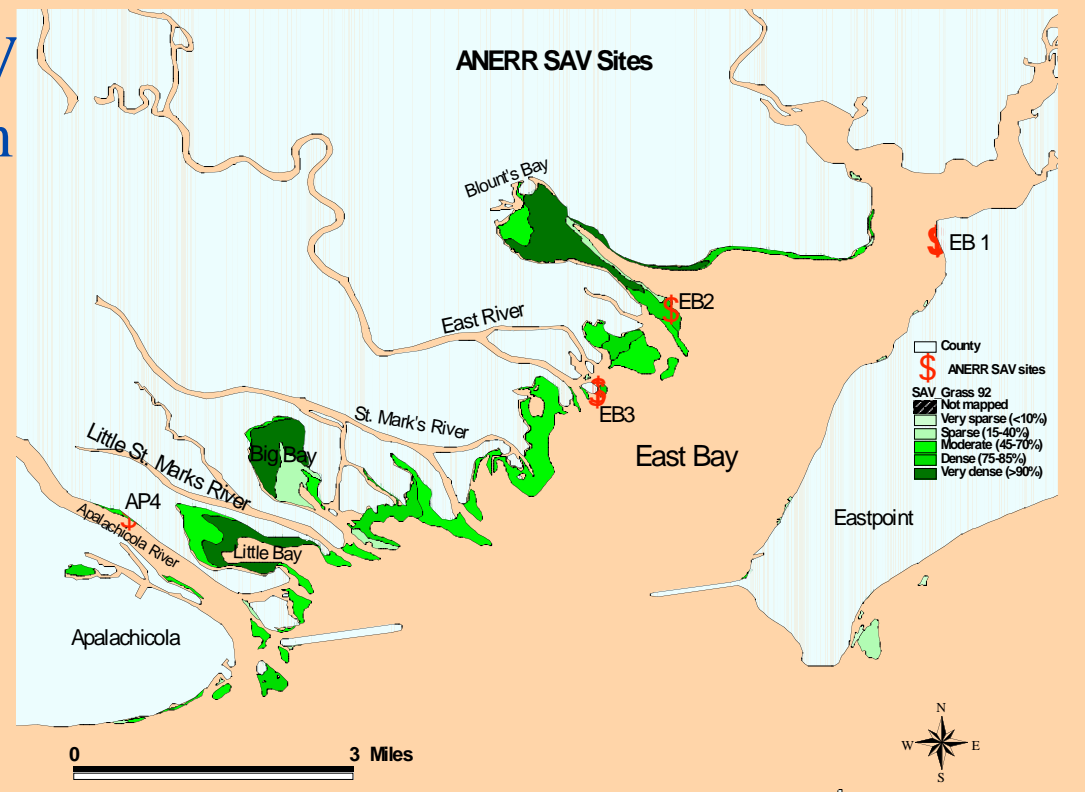 y
n
ANERR SAV Sites
Blount's Bay
EB 1
EB2
East River
County
$ ANERR SAV sites
SAV Grass 92
Not mapped
Very sparse (<10%)
Sparse (15-40%)
Moderate (45-70%)
Dense (75-85%)
Very dense (>90%)
EB3
St. Mark's River
East Bay
Big Bay
Little St. Marks River
AP4
Apalachicola River
Eastpoint
Little Bay
Apalachicola
N
W
E
S
0 3 Miles